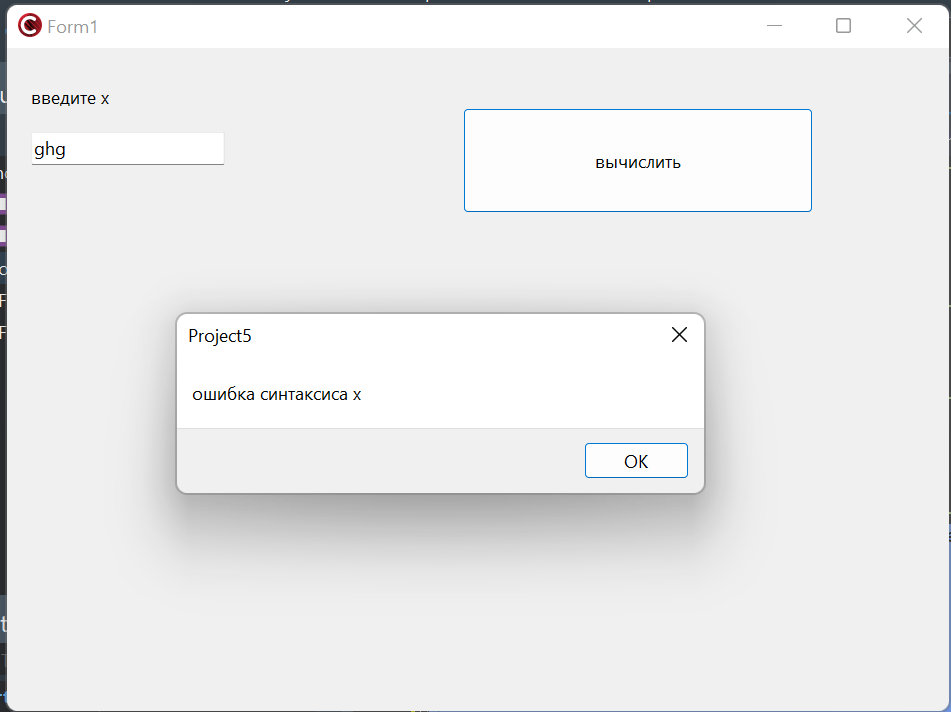 Form1
введите x
ghg
вычислить
Project5
ошибка синтаксиса x
OK